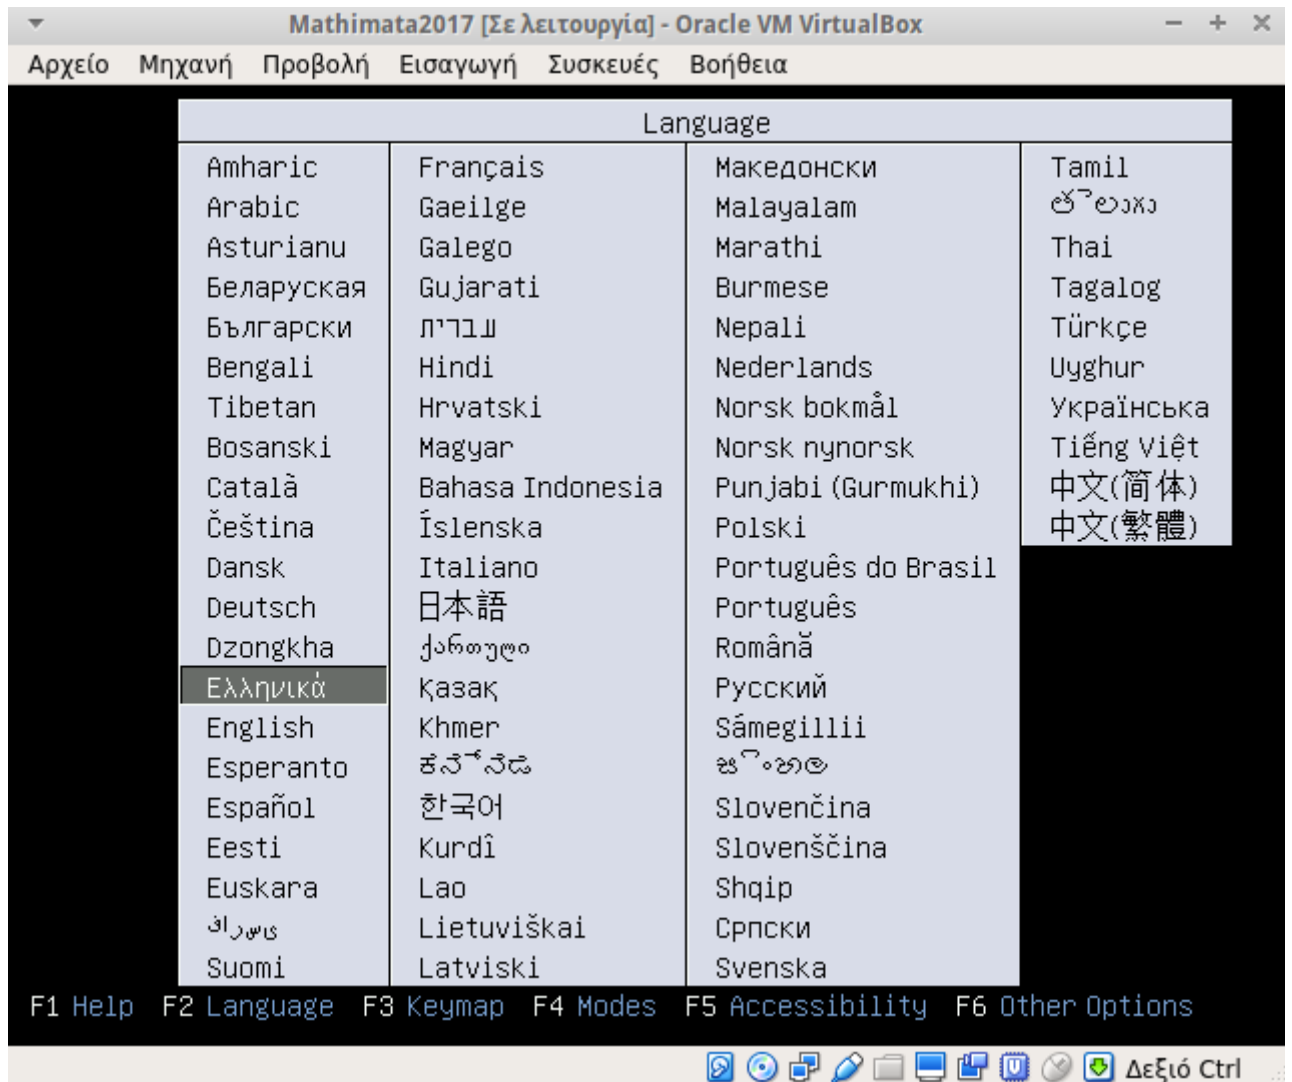 Mathimata2017 [Σε λειτουργία] - Oracle VM VirtualBox
Αρχείο Μηχανή Προβολή Εισαγωγή Συσκευές Βοήθεια
Language
Amharic
Arabic
Asturianu
Беларуская
Български
Bengali
Tibetan
Bosanski
Català
Čeština
Dansk
Deutsch
Dzongkha
Ελληνικά
English
Esperanto
Español
Eesti
Euskara
ﻰﺳراﻓ
Suomi
Français
Gaeilge
Galego
Gujarati
עברית
Hindi
Hrvatski
Magyar
Bahasa Indonesia
Íslenska
Italiano
日本語
ქართული
Қазақ
Khmer
ಕನ್ನಡ
한국어
Kurdî
Lao
Lietuviškai
Latviski
Македонски
Malayalam
Marathi
Burmese
Nepali
Nederlands
Norsk bokmål
Norsk nynorsk
Punjabi (Gurmukhi)
Polski
Português do Brasil
Português
Română
Русский
Sámegillii
සිංහල
Slovenčina
Slovenščina
Shqip
Српски
Svenska
Tamil
తెలుగు
Thai
Tagalog
Türkçe
Uyghur
Українська
Tiếng Việt
中文(简体)
中文(繁體)
F1 Help F2 Language F3 Keymap F4 Modes F5 Accessibility F6 Other Options
Δεξιό Ctrl